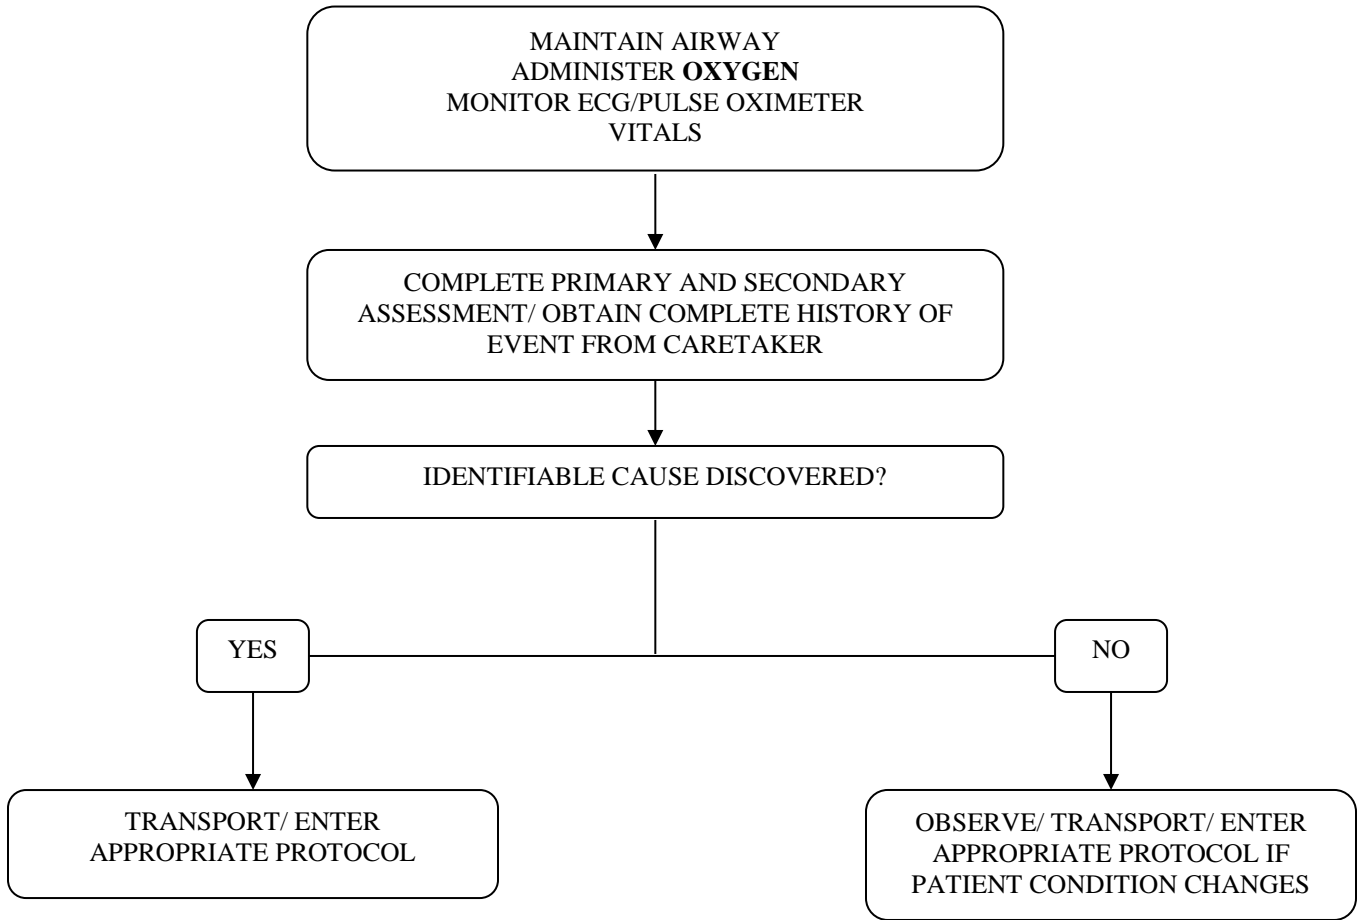 MAINTAIN AIRWAY
ADMINISTER OXYGEN
MONITOR ECG/PULSE OXIMETER
VITALS
COMPLETE PRIMARY AND SECONDARY
ASSESSMENT/ OBTAIN COMPLETE HISTORY OF
EVENT FROM CARETAKER
IDENTIFIABLE CAUSE DISCOVERED?
YES
NO
TRANSPORT/ ENTER
APPROPRIATE PROTOCOL
OBSERVE/ TRANSPORT/ ENTER
APPROPRIATE PROTOCOL IF
PATIENT CONDITION CHANGES